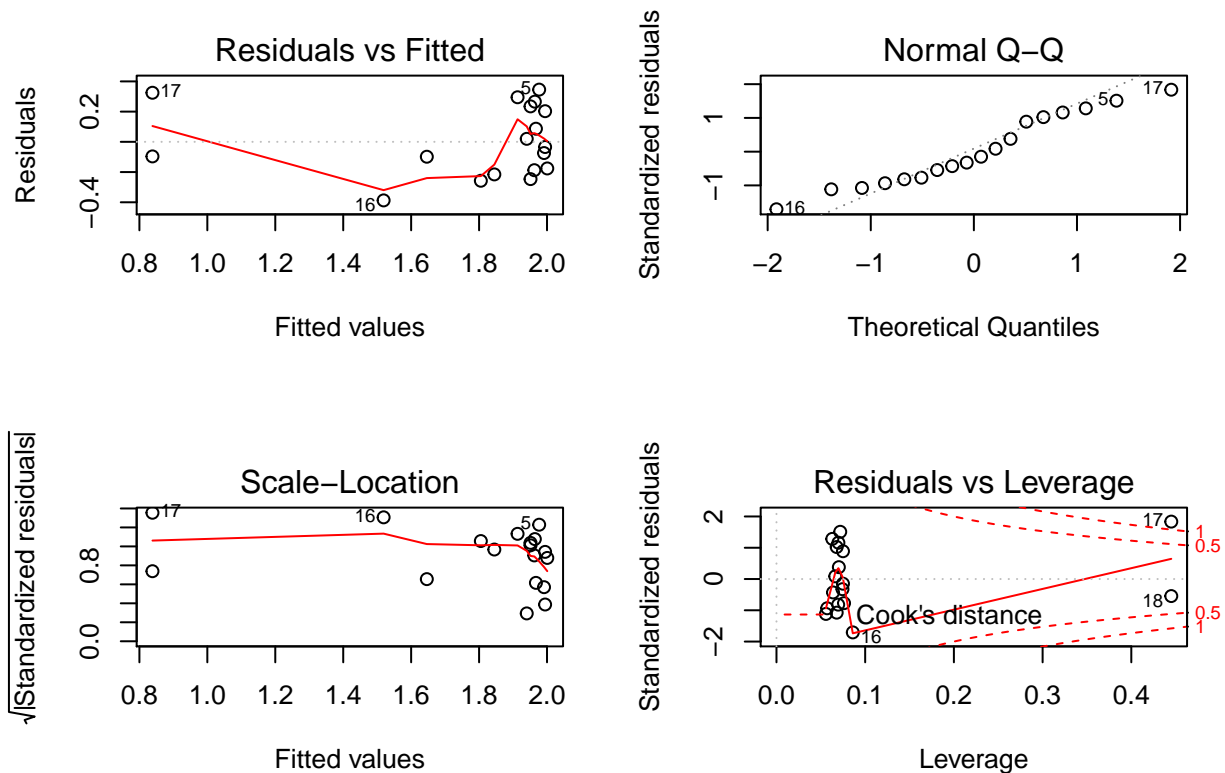 Residuals vs Fitted
Residuals
0.2
−0.4
17
5
16
0.8 1.0 1.2 1.4 1.6 1.8 2.0
Fitted values
Normal Q−Q
Standardized residuals
1
−1
17
5
16
−2 −1 0 1 2
Theoretical Quantiles
Scale−Location
√|Standardized residuals|
0.8
0.0
17
16
5
0.8 1.0 1.2 1.4 1.6 1.8 2.0
Fitted values
Residuals vs Leverage
Standardized residuals
2
0
−2
17
18
Cook's distance
16
1
0.5
0.5
1
0.0 0.1 0.2 0.3 0.4
Leverage